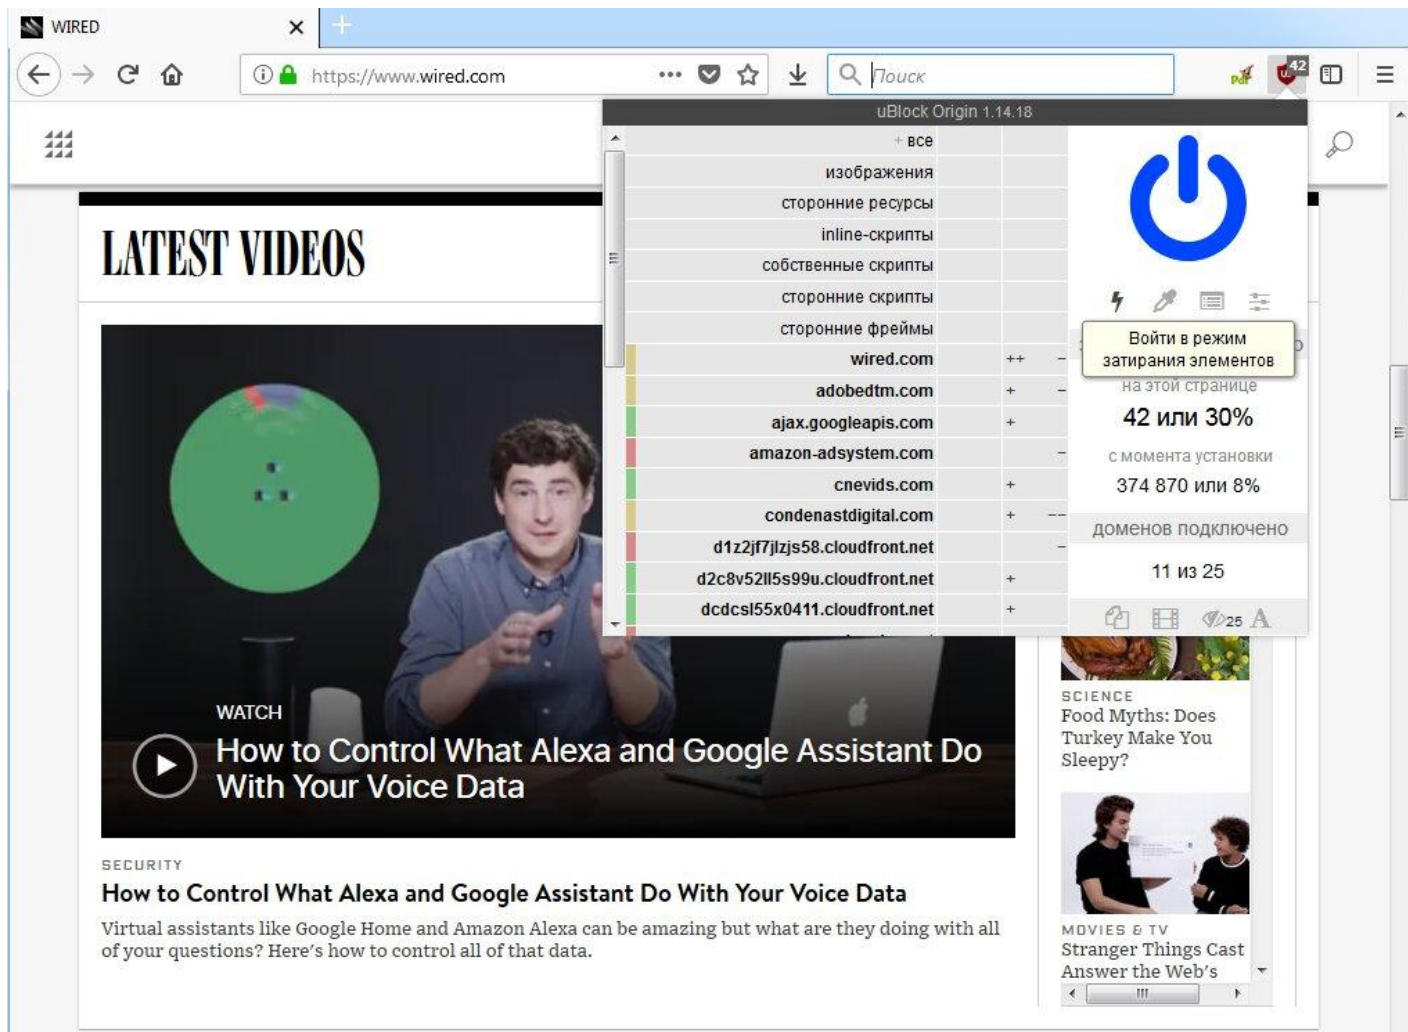 WIRED
https://www.wired.com
Поиск
Pdf
42
uBlock Origin 1.14.18
+ все
изображения
сторонние ресурсы
inline-скрипты
собственные скрипты
сторонние скрипты
сторонние фреймы
wired.com ++ −
adobedtm.com + −
ajax.googleapis.com +
amazon-adsystem.com −
cnevids.com +
condenastdigital.com + −−
d1z2jf7jlzjs58.cloudfront.net −
d2c8v52ll5s99u.cloudfront.net +
dcdcsl55x0411.cloudfront.net +
Войти в режим
затирания элементов
на этой странице
42 или 30%
с момента установки
374 870 или 8%
доменов подключено
11 из 25
25 A
LATEST VIDEOS
WATCH
How to Control What Alexa and Google Assistant Do
With Your Voice Data
SECURITY
How to Control What Alexa and Google Assistant Do With Your Voice Data
Virtual assistants like Google Home and Amazon Alexa can be amazing but what are they doing with all
of your questions? Here's how to control all of that data.
SCIENCE
Food Myths: Does
Turkey Make You
Sleepy?
MOVIES & TV
Stranger Things Cast
Answer the Web's